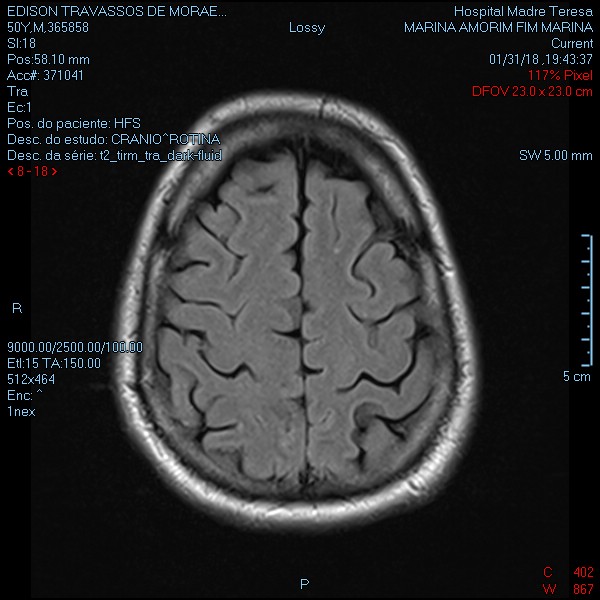 EDISON TRAVASSOS DE MORAE...
50Y,M,365858
Sl:18
Pos:58.10 mm
Acc#: 371041
Tra
Ec:1
Pos. do paciente: HFS
Desc. do estudo: CRANIO^ROTINA
Desc. da série: t2_tirm_tra_dark-fluid
< 8 - 18 >
Lossy
Hospital Madre Teresa
MARINA AMORIM FIM MARINA
Current
01/31/18 ,19:43:37
117% Pixel
DFOV 23.0 x 23.0 cm
SW 5.00 mm
R
9000.00/2500.00/100.00
Etl:15 TA:150.00
512x464
Enc: ^
1nex
5 cm
P
C 402
W 867